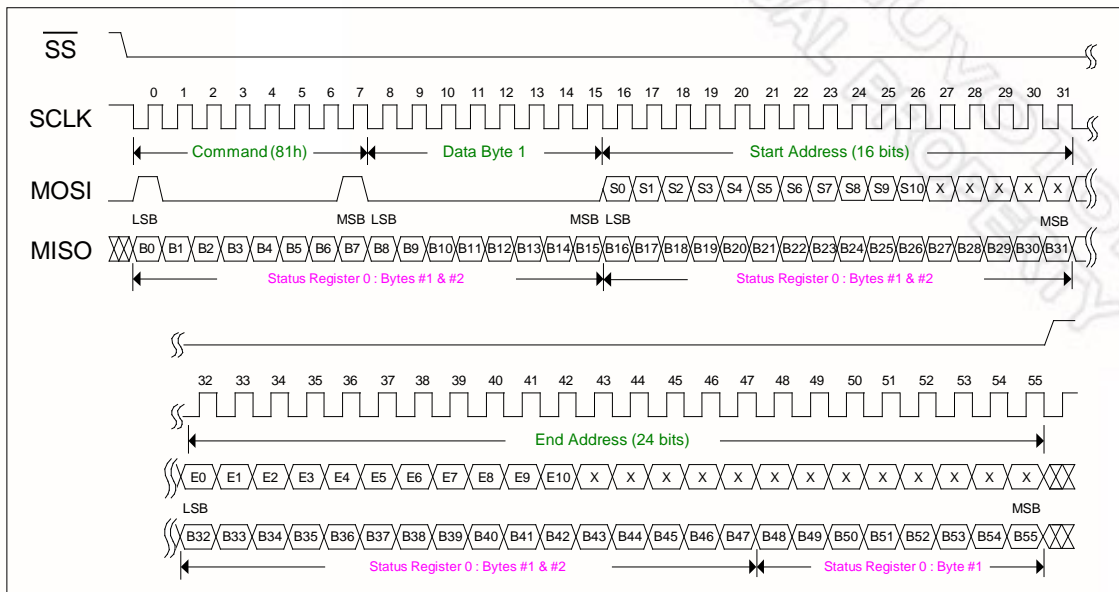 SS
0 1 2 3 4 5 6 7 8 9 10 11 12 13 14 15 16 17 18 19 20 21 22 23 24 25 26 27 28 29 30 31
SCLK
Command (81h) Data Byte 1 Start Address (16 bits)
MOSI S0 S1 S2 S3 S4 S5 S6 S7 S8 S9 S10 X X X X X
LSB MSB LSB MSB LSB MSB
MISO B0 B1 B2 B3 B4 B5 B6 B7 B8 B9 B10 B11 B12 B13 B14 B15 B16 B17 B18 B19 B20 B21 B22 B23 B24 B25 B26 B27 B28 B29 B30 B31
Status Register 0 : Bytes #1 & #2 Status Register 0 : Bytes #1 & #2
32 33 34 35 36 37 38 39 40 41 42 43 44 45 46 47 48 49 50 51 52 53 54 55
End Address (24 bits)
E0 E1 E2 E3 E4 E5 E6 E7 E8 E9 E10 X X X X X X X X X X X X X
LSB MSB
B32 B33 B34 B35 B36 B37 B38 B39 B40 B41 B42 B43 B44 B45 B46 B47 B48 B49 B50 B51 B52 B53 B54 B55
Status Register 0 : Bytes #1 & #2 Status Register 0 : Byte #1